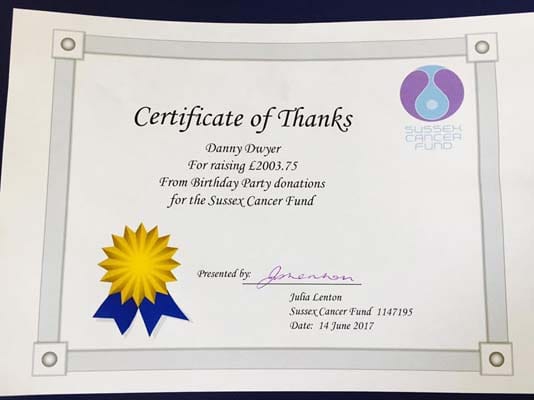 Certificate of Thanks
SUSSEX
CANCER
FUND
Danny Dwyer
For raising £2003.75
From Birthday Party donations
for the Sussex Cancer Fund
Presented by:
Julia Lenton
Sussex Cancer Fund 1147195
Date: 14 June 2017